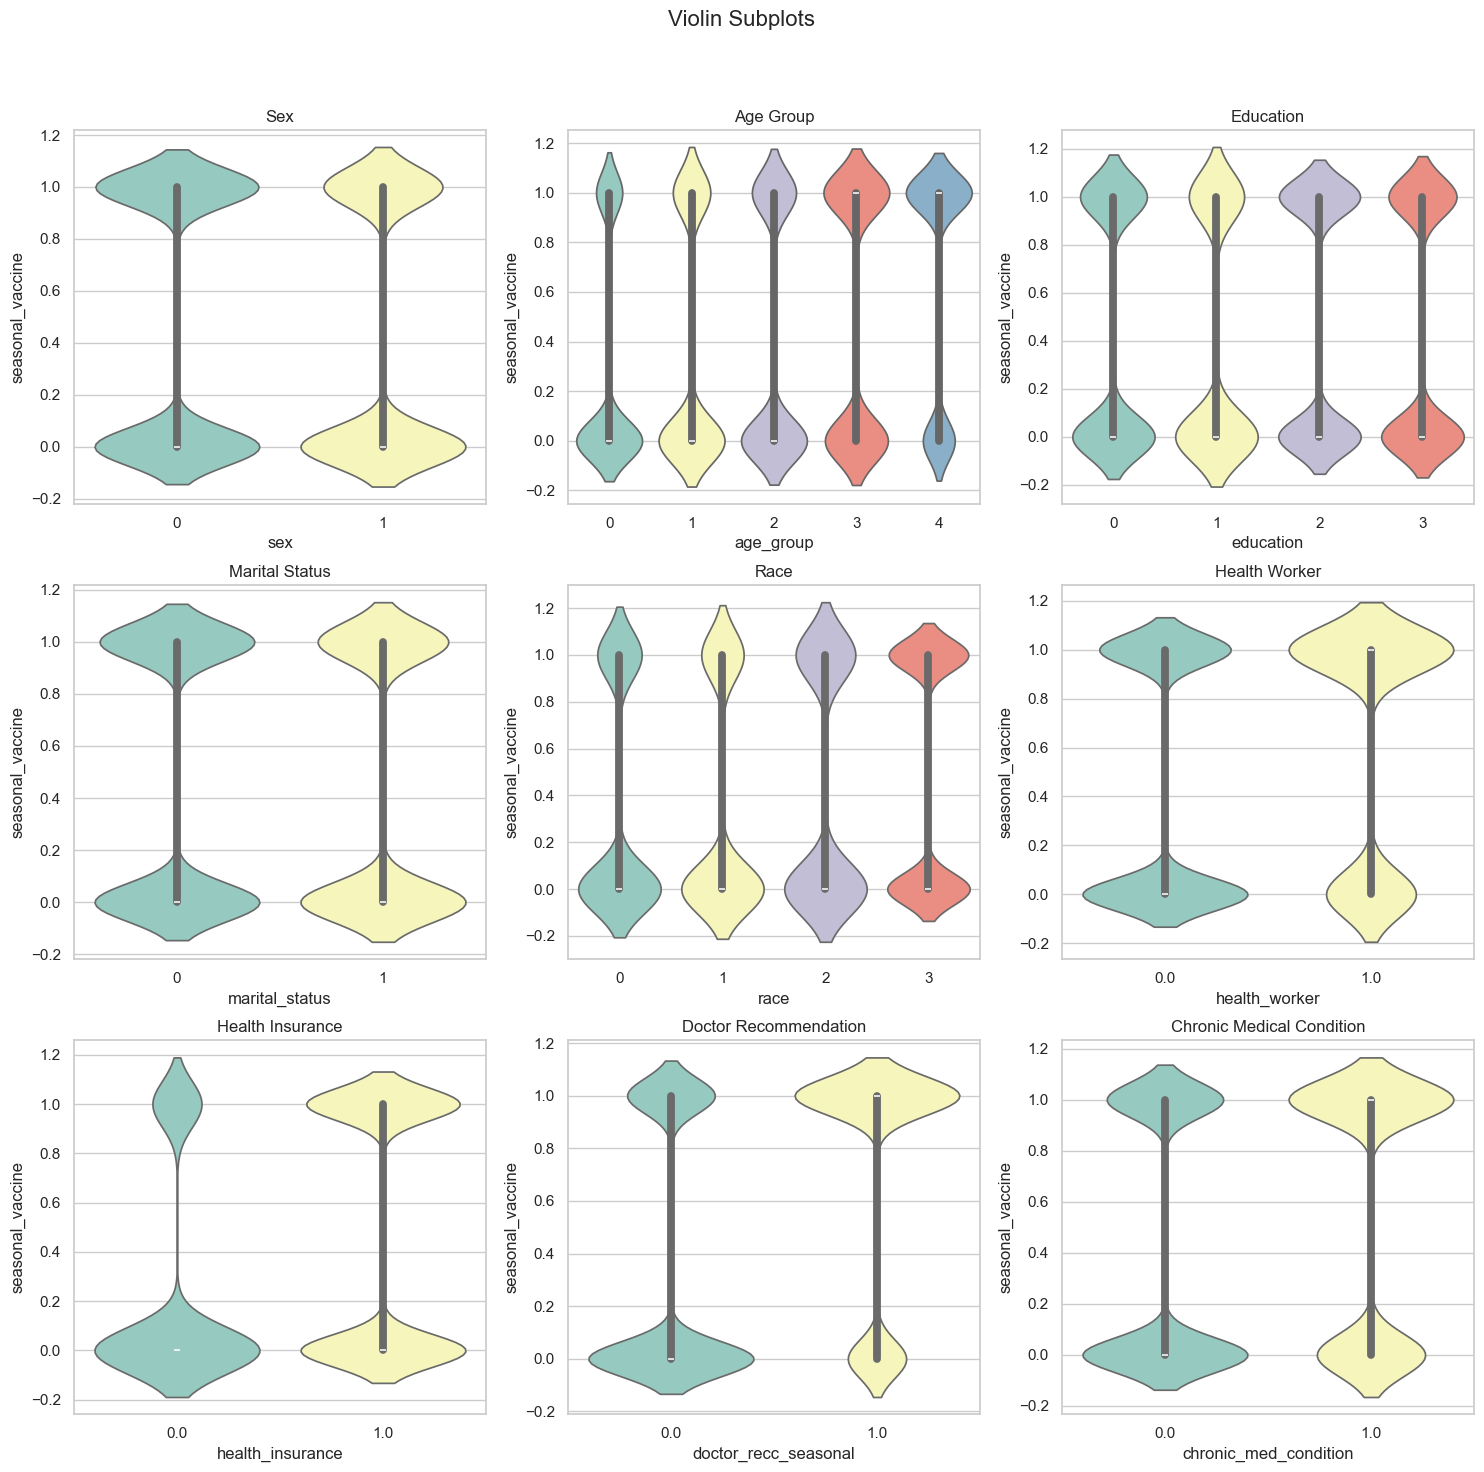 Violin Subplots
Sex
1.2
1.0
0.8
0.6
0.4
0.2
0.0
−0.2
seasonal_vaccine
0 1
sex
Age Group
1.2
1.0
0.8
0.6
0.4
0.2
0.0
−0.2
seasonal_vaccine
0 1 2 3 4
age_group
Education
1.2
1.0
0.8
0.6
0.4
0.2
0.0
−0.2
seasonal_vaccine
0 1 2 3
education
Marital Status
1.2
1.0
0.8
0.6
0.4
0.2
0.0
−0.2
seasonal_vaccine
0 1
marital_status
Race
1.2
1.0
0.8
0.6
0.4
0.2
0.0
−0.2
seasonal_vaccine
0 1 2 3
race
Health Worker
1.2
1.0
0.8
0.6
0.4
0.2
0.0
−0.2
seasonal_vaccine
0.0 1.0
health_worker
Health Insurance
1.2
1.0
0.8
0.6
0.4
0.2
0.0
−0.2
seasonal_vaccine
0.0 1.0
health_insurance
Doctor Recommendation
1.2
1.0
0.8
0.6
0.4
0.2
0.0
−0.2
seasonal_vaccine
0.0 1.0
doctor_recc_seasonal
Chronic Medical Condition
1.2
1.0
0.8
0.6
0.4
0.2
0.0
−0.2
seasonal_vaccine
0.0 1.0
chronic_med_condition